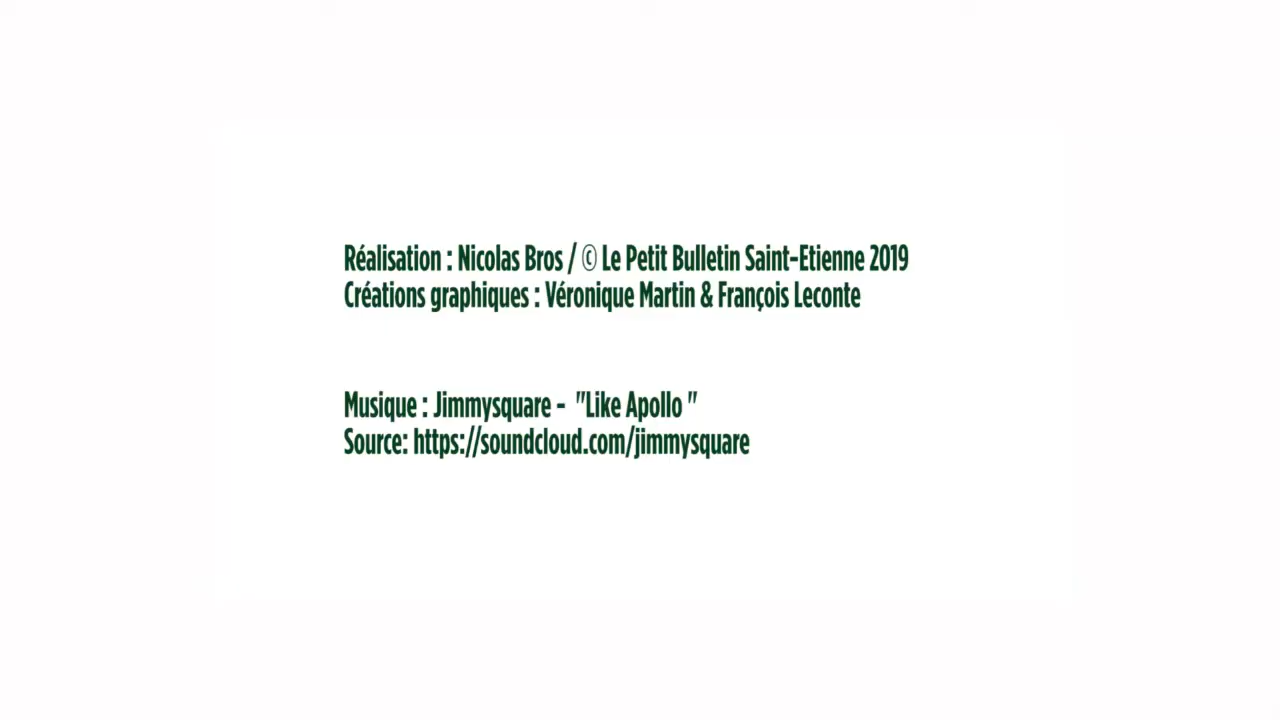 Réalisation : Nicolas Bros / © Le Petit Bulletin Saint-Etienne 2019
Créations graphiques : Véronique Martin & François Leconte
Musique : Jimmysquare -  "Like Apollo "
Source: https://soundcloud.com/jimmysquare